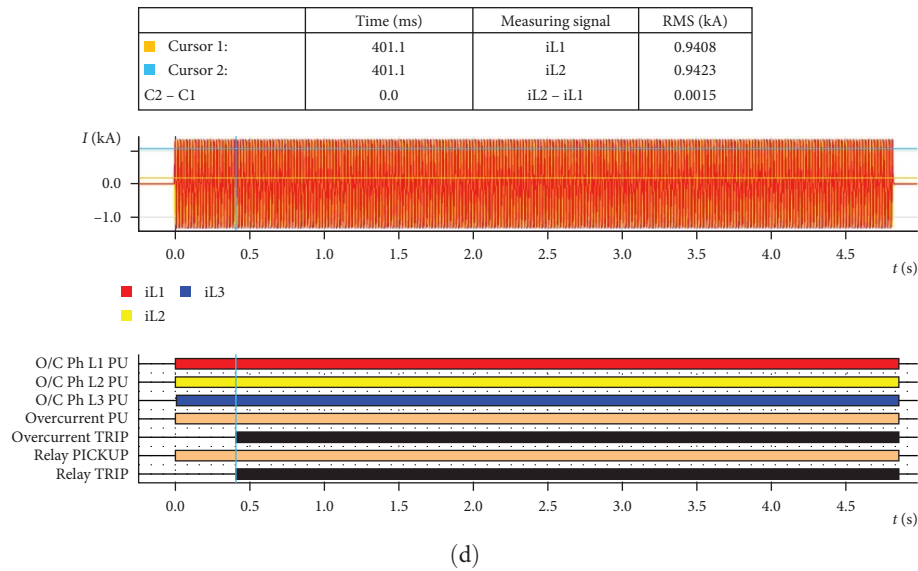 Time (ms) Measuring signal RMS (kA)
Cursor 1: 401.1 iL1 0.9408
Cursor 2: 401.1 iL2 0.9423
C2 – C1 0.0 iL2 – iL1 0.0015
I (kA)
0.0
−1.0
0.0 0.5 1.0 1.5 2.0 2.5 3.0 3.5 4.0 4.5
t (s)
iL1 iL3
iL2
O/C Ph L1 PU
O/C Ph L2 PU
O/C Ph L3 PU
Overcurrent PU
Overcurrent TRIP
Relay PICKUP
Relay TRIP
0.0 0.5 1.0 1.5 2.0 2.5 3.0 3.5 4.0 4.5
t (s)
(d)